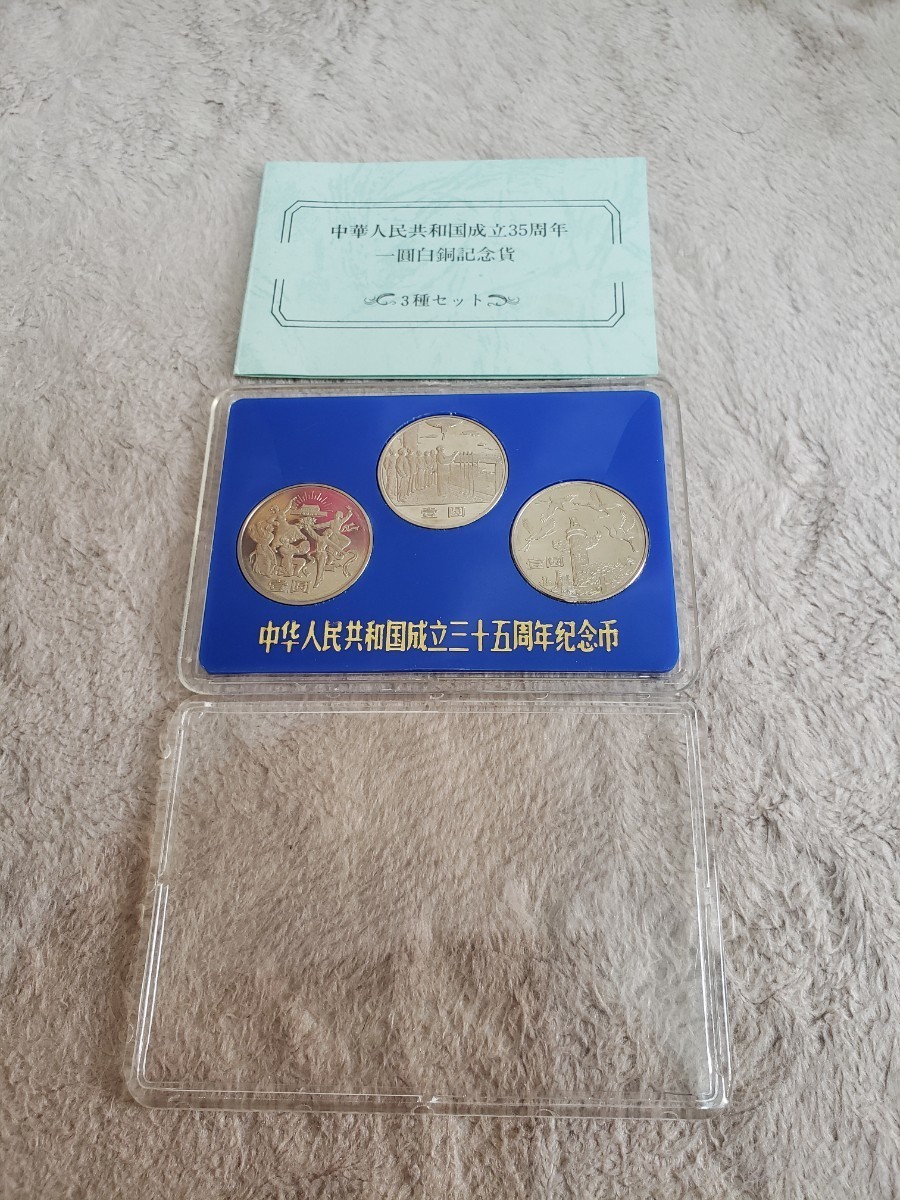 中華人民共和国成立35周年
一圓白銅記念貨
3種セット
壹圆
壹圆
壹圆
中华人民共和国成立三十五周年纪念币